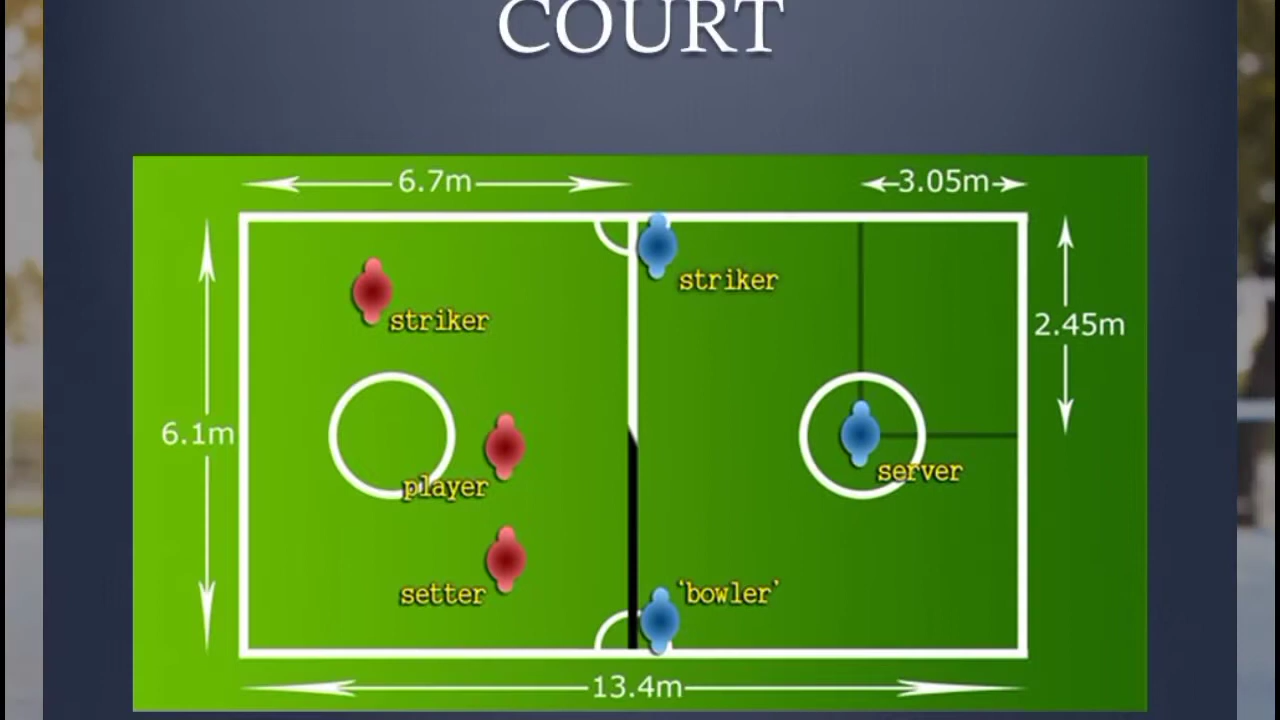 COURT
6.7m
3.05m
striker
striker
2.45m
6.1m
server
player
setter
'bowler'
13.4m